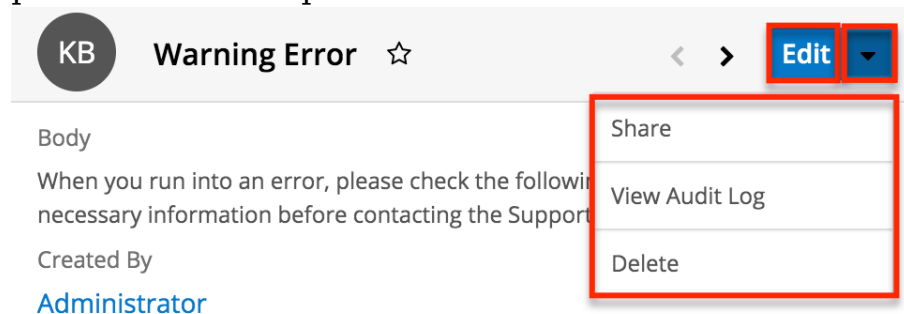 KB Warning Error Edit
Share
Body
When you run into an error, please check the followi
View Audit Log
necessary information before contacting the Support
Created By
Delete
Administrator